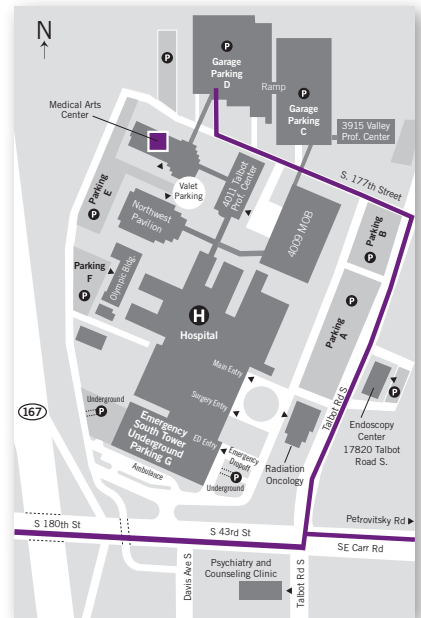 N
P
P
Garage
Parking
D
Ramp
P
Garage
Parking
C
Medical Arts
Center
3915 Valley
Prof. Center
S. 177th Street
Valet
Parking
4011 Talbot
Prof. Center
Parking E
P
Northwest
Pavilion
4009 MOB
P
Parking B
Parking
F
P
Olympic Bldg.
H
Hospital
P
Parking A
Main Entry
Surgery Entry
ED Entry
Underground
P
167
Emergency
South Tower
Underground
Parking G
Ambulance
Emergency
Dropoff
P
Underground
Radiation
Oncology
Talbot Rd S
P
Endoscopy
Center
17820 Talbot
Road S.
S 180th St
S 43rd St
Petrovitsky Rd
SE Carr Rd
Davis Ave S
Psychiatry and
Counseling Clinic
Talbot Rd S